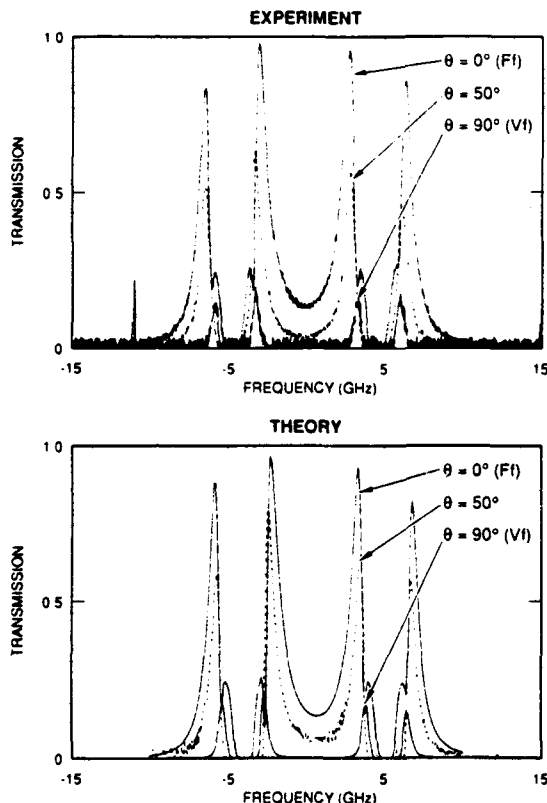 EXPERIMENT
1 0
θ = 0° (Ff)
θ = 50°
θ = 90° (Vf)
TRANSMISSION
0 5
0
-15
-5
5
15
FREQUENCY (GHz)
THEORY
1 0
θ = 0° (Ff)
θ = 50°
θ = 90° (Vf)
TRANSMISSION
0 5
0
-15
-5
5
15
FREQUENCY (GHz)